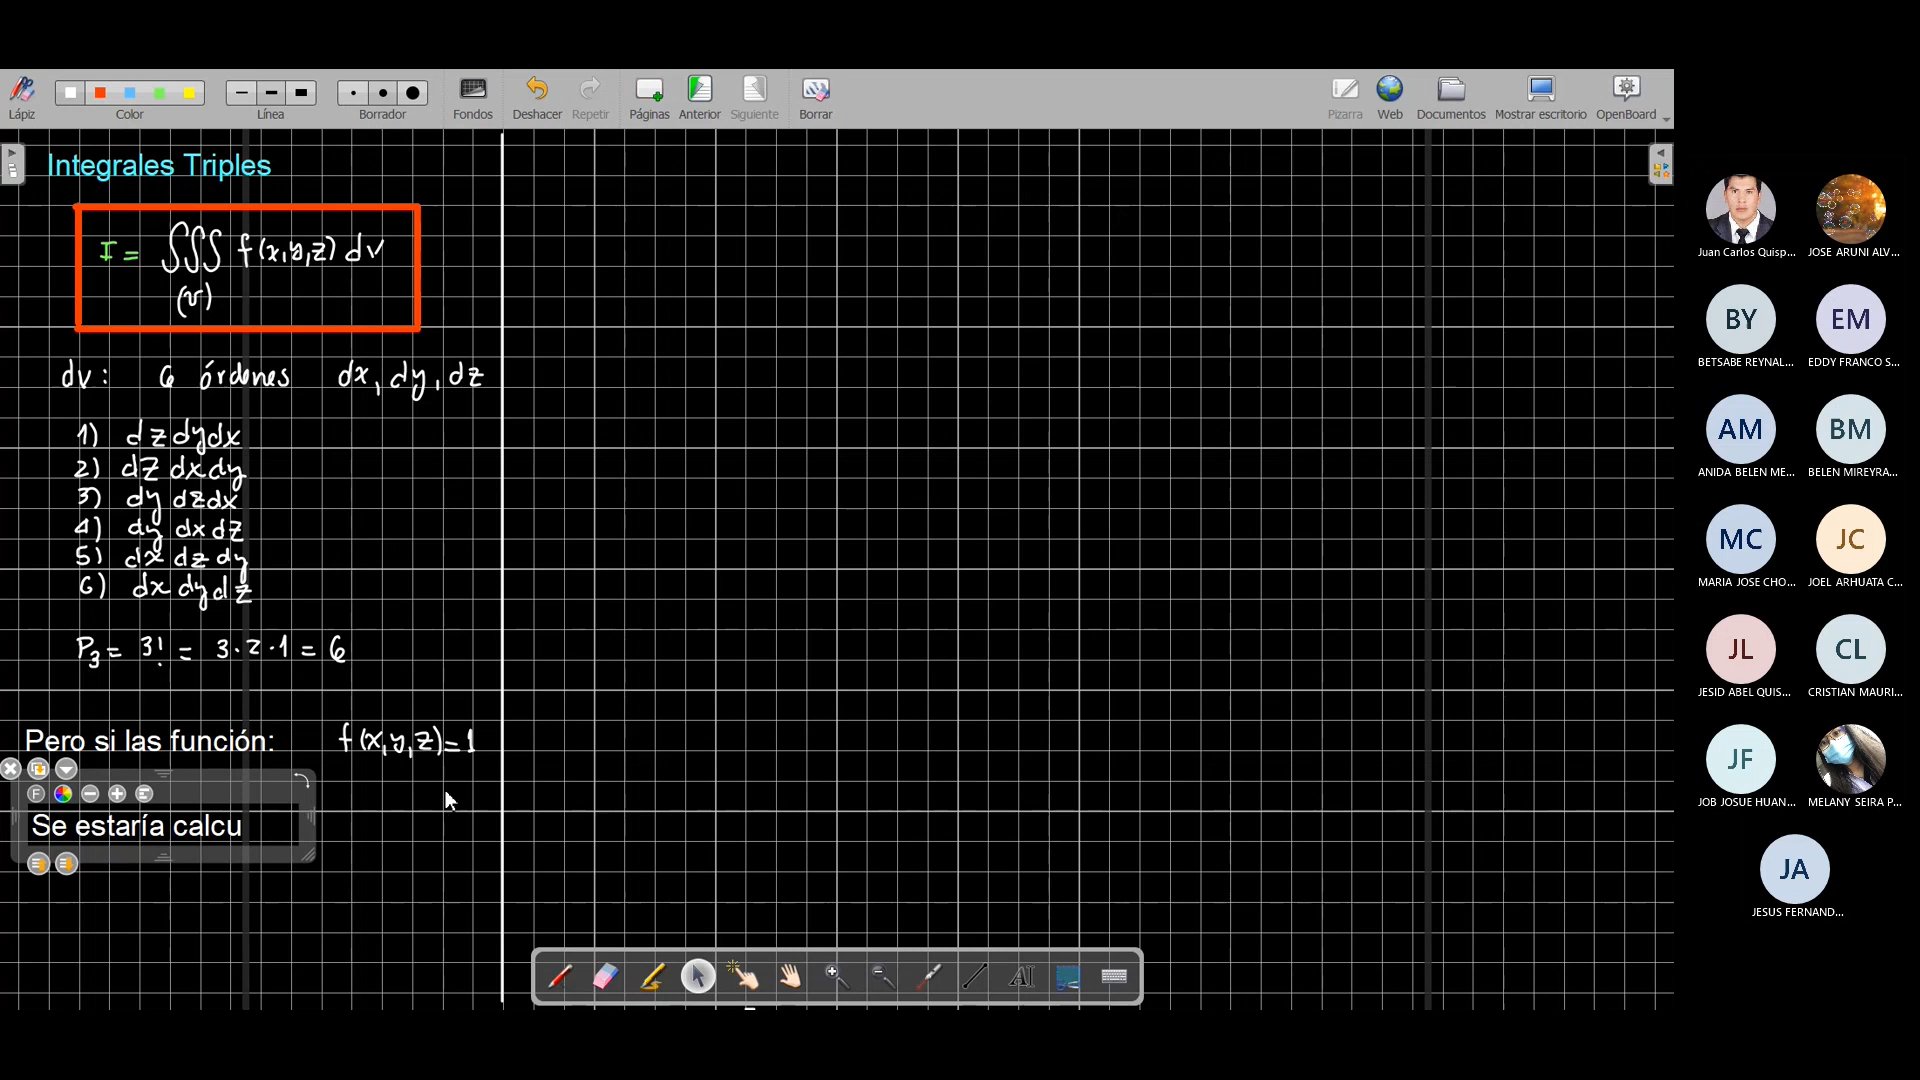 Lápiz
Color
Línea
Borrador
Fondos
Deshacer
Repetir
Páginas
Anterior
Siguiente
Borrar
Pizarra
Web
Documentos
Mostrar escritorio
OpenBoard
Integrales Triples
I = ∭ f(x,y,z) dv
(v)
dv: 6 órdenes dx, dy, dz
1) dz dy dx
2) dz dx dy
3) dy dz dx
4) dy dx dz
5) dx dz dy
6) dx dy dz
P₃ = 3! = 3·2·1 = 6
Pero si las función: f(x,y,z)=1
F
Se estaría calcu
AI
Juan Carlos Quisp...
JOSE ARUNI ALV...
BY
EM
BETSABE REYNAL...
EDDY FRANCO S...
AM
BM
ANIDA BELEN ME...
BELEN MIREYRA...
MC
JC
MARIA JOSE CHO...
JOEL ARHUATA C...
JL
CL
JESID ABEL QUIS...
CRISTIAN MAURI...
JF
JOB JOSUE HUAN...
MELANY SEIRA P...
JA
JESUS FERNAND...